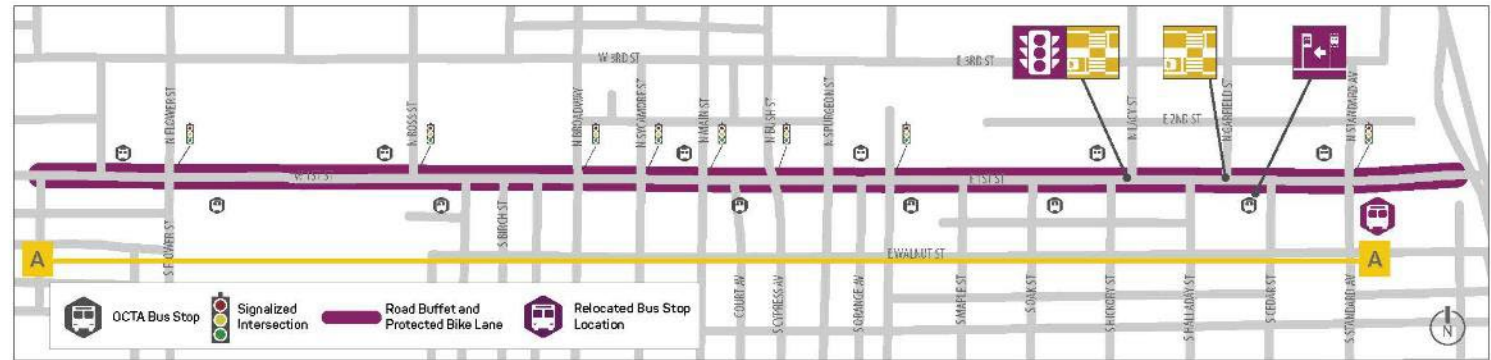 W 3RD ST
E 3RD ST
E 2ND ST
N FLOWER ST
N ROSS ST
N BROADWAY
N SYCAMORE ST
N MAIN ST
N BUSH ST
N SPURGEON ST
N LACY ST
N GARFIELD ST
N STANDARD AV
W 1ST ST
E 1ST ST
S FLOWER ST
S BIRCH ST
E WALNUT ST
A
A
COURT AV
S CYPRESS AV
S ORANGE AV
S MAPLE ST
S OAK ST
S HICKORY ST
S HALLADAY ST
S CEDAR ST
S STANDARD AV
OCTA Bus Stop
Signalized
Intersection
Road Buffet and
Protected Bike Lane
Relocated Bus Stop
Location
N